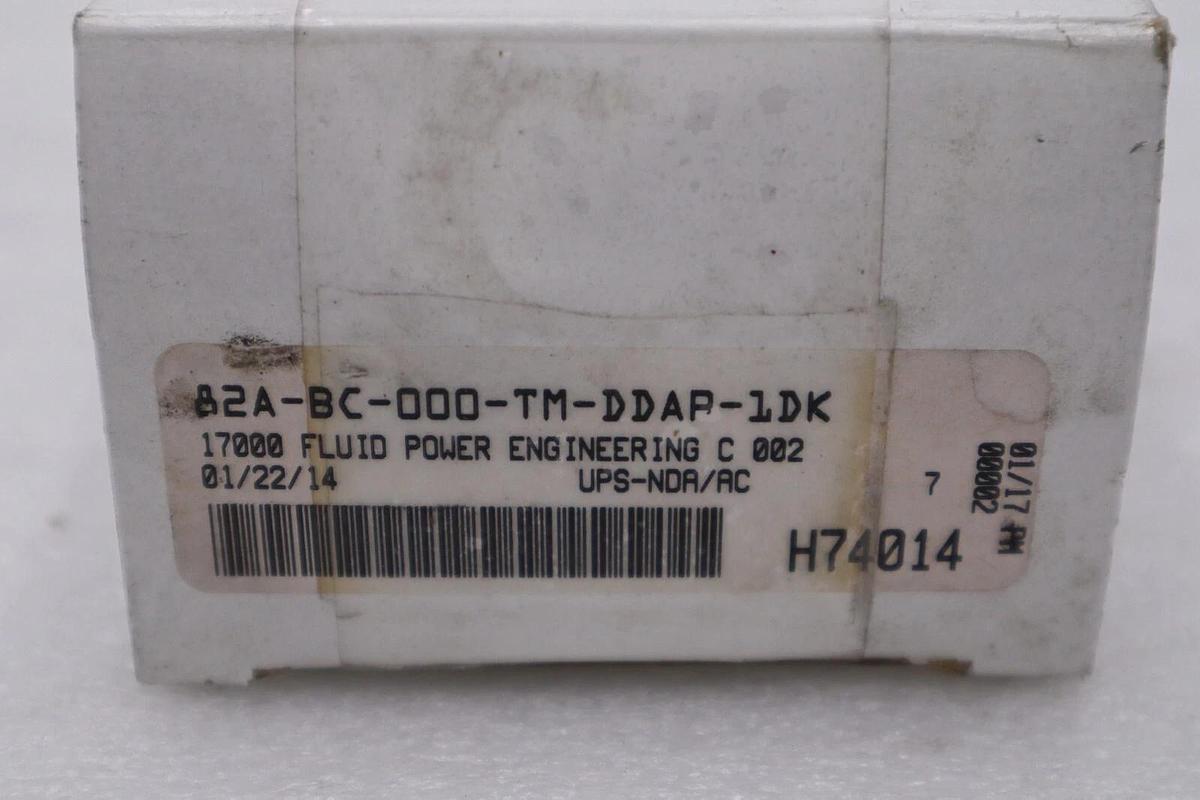 82A-BC-000-TM-DDAP-1DK
17000 FLUID POWER ENGINEERING C 002
01/22/14 UPS-NDA/AC 7
H74014
01/17 PM
00002